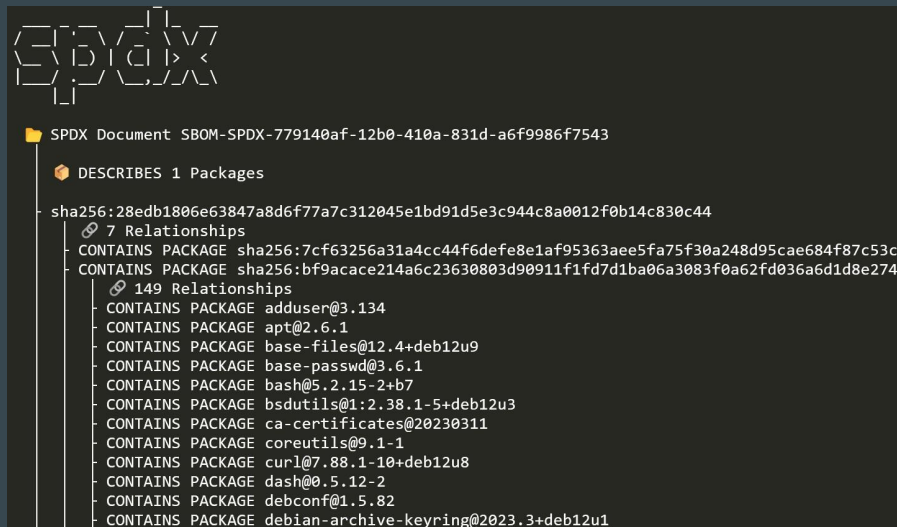 spdx
📂 SPDX Document SBOM-SPDX-779140af-12b0-410a-831d-a6f9986f7543
📦 DESCRIBES 1 Packages
sha256:28edb1806e63847a8d6f77a7c312045e1bd91d5e3c944c8a0012f0b14c830c44
🔗 7 Relationships
CONTAINS PACKAGE sha256:7cf63256a31a4cc44f6defe8e1af95363aee5fa75f30a248d95cae684f87c53c
CONTAINS PACKAGE sha256:bf9acace214a6c23630803d90911f1fd7d1ba06a3083f0a62fd036a6d1d8e274
🔗 149 Relationships
CONTAINS PACKAGE adduser@3.134
CONTAINS PACKAGE apt@2.6.1
CONTAINS PACKAGE base-files@12.4+deb12u9
CONTAINS PACKAGE base-passwd@3.6.1
CONTAINS PACKAGE bash@5.2.15-2+b7
CONTAINS PACKAGE bsdutils@1:2.38.1-5+deb12u3
CONTAINS PACKAGE ca-certificates@20230311
CONTAINS PACKAGE coreutils@9.1-1
CONTAINS PACKAGE curl@7.88.1-10+deb12u8
CONTAINS PACKAGE dash@0.5.12-2
CONTAINS PACKAGE debconf@1.5.82
CONTAINS PACKAGE debian-archive-keyring@2023.3+deb12u1